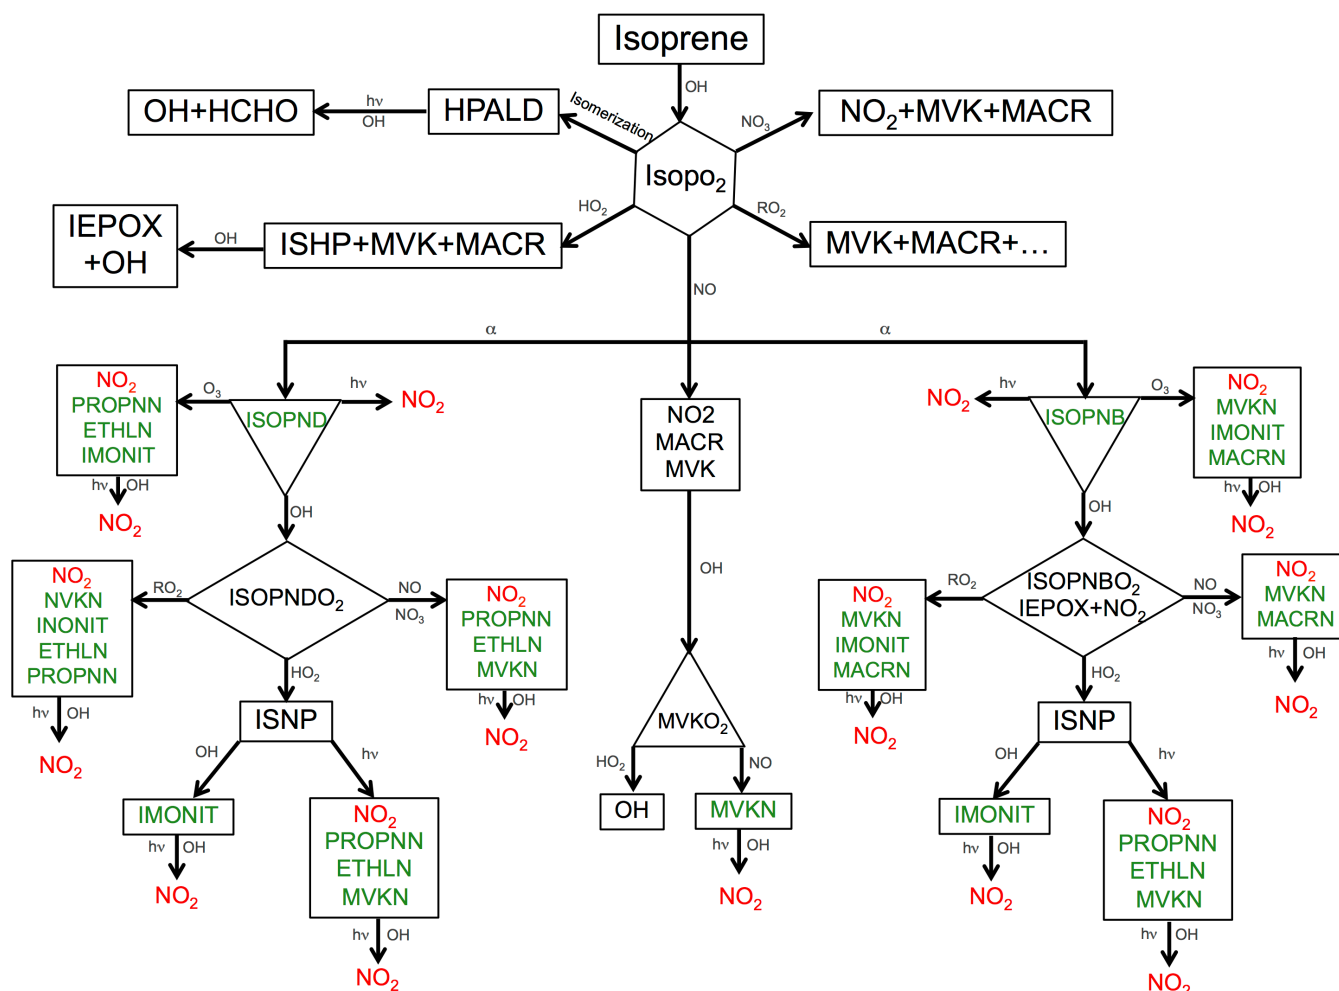 Isoprene
OH
OH+HCHO
hν
OH
HPALD
Isomerization
NO₃
NO₂+MVK+MACR
Isopo₂
HO₂
RO₂
IEPOX
+OH
OH
ISHP+MVK+MACR
MVK+MACR+…
NO
α
α
NO₂
PROPNN
ETHLN
IMONIT
O₃
ISOPND
hν
NO₂
hν OH
NO₂
OH
NO2
MACR
MVK
NO₂
hν
ISOPNB
O₃
NO₂
MVKN
IMONIT
MACRN
hν OH
NO₂
OH
NO₂
NVKN
INONIT
ETHLN
PROPNN
RO₂
ISOPNDO₂
NO
NO₃
NO₂
PROPNN
ETHLN
MVKN
hν OH
NO₂
hν OH
NO₂
HO₂
ISNP
OH
hν
IMONIT
hν OH
NO₂
NO₂
PROPNN
ETHLN
MVKN
hν OH
NO₂
OH
MVKO₂
HO₂
NO
OH
MVKN
hν OH
NO₂
NO₂
MVKN
IMONIT
MACRN
RO₂
ISOPNBO₂
IEPOX+NO₂
NO
NO₃
NO₂
MVKN
MACRN
hν OH
NO₂
hν OH
NO₂
HO₂
ISNP
OH
hν
IMONIT
hν OH
NO₂
NO₂
PROPNN
ETHLN
MVKN
hν OH
NO₂